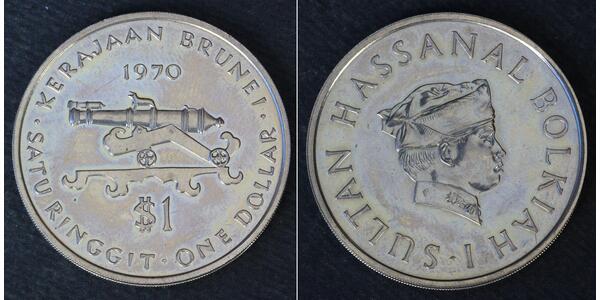 KERAJAAN BRUNEI · ONE DOLLAR · SATU RINGGIT ·
1970
$1
SULTAN HASSANAL BOLKIAH I ·